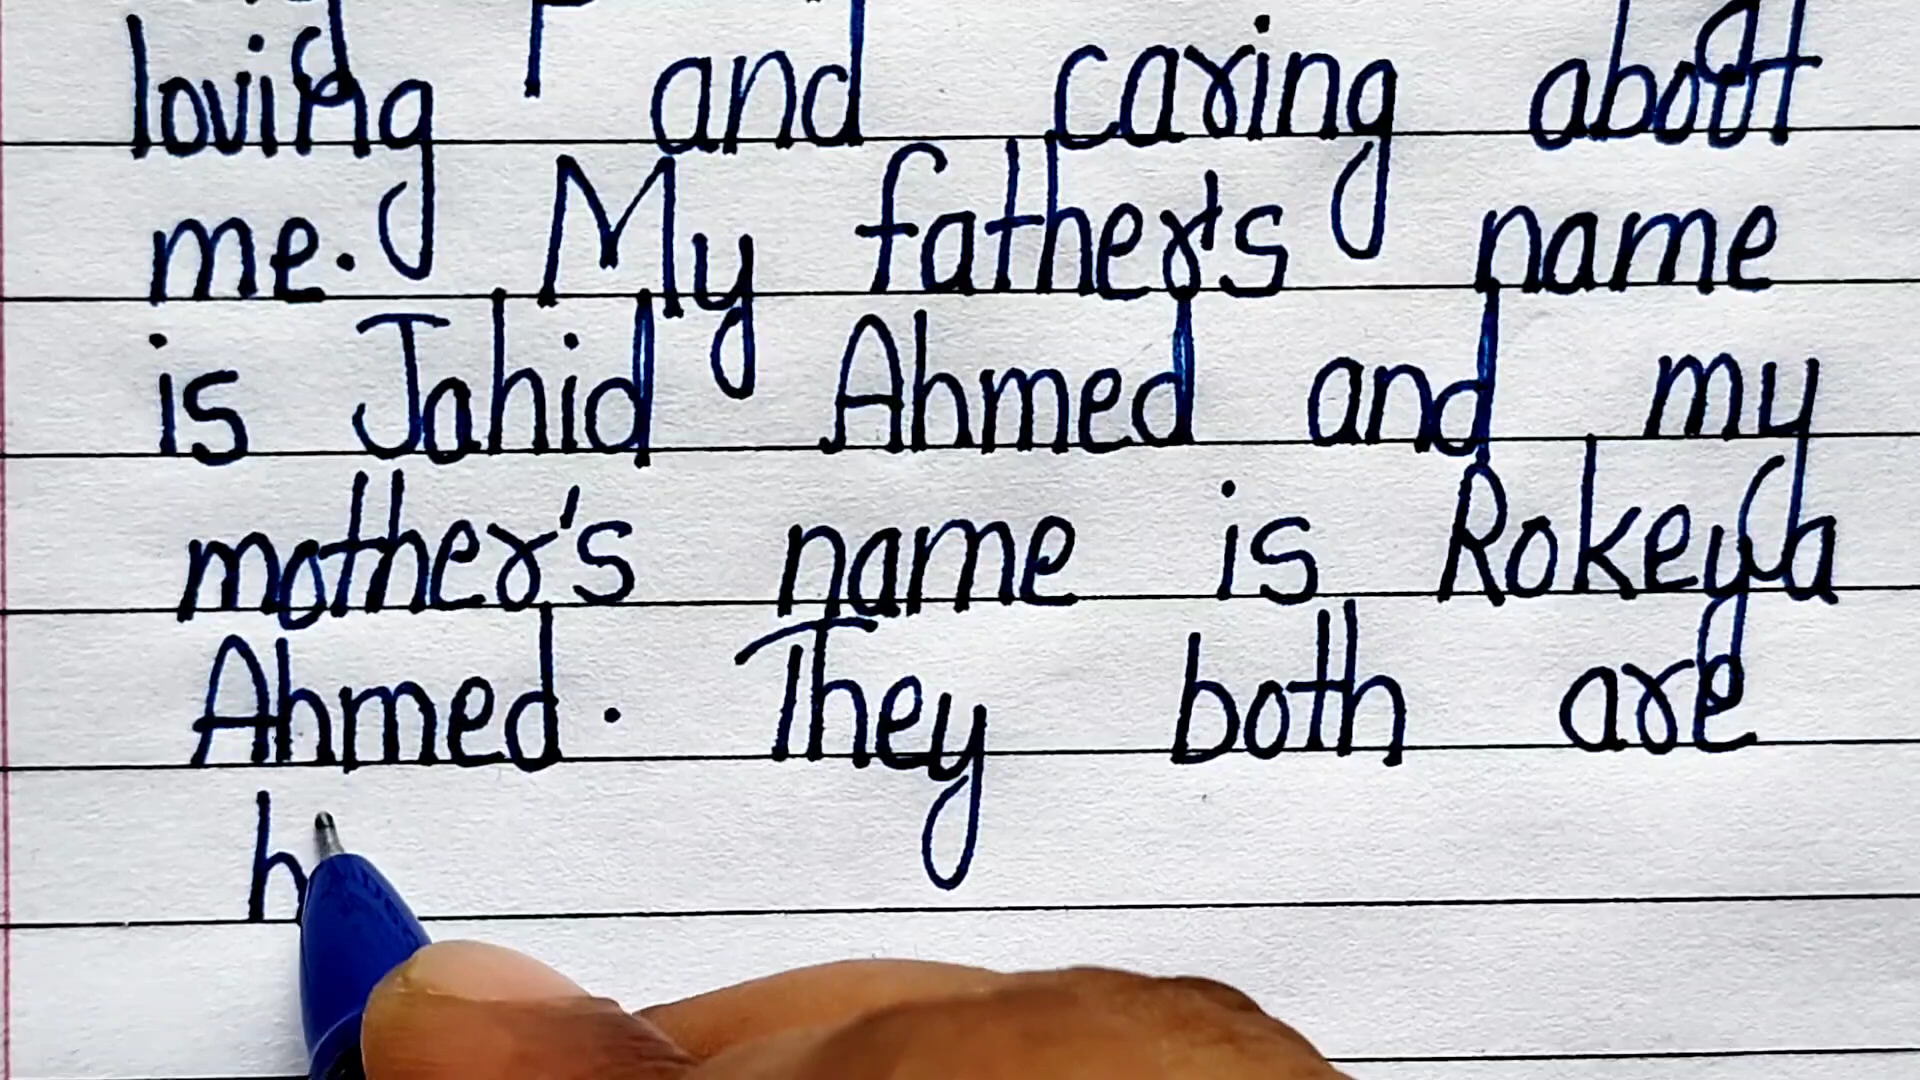 loving and caring about
me. My father's name
is Jahid Ahmed and my
mother's name is Rokeya
Ahmed. They both are
h